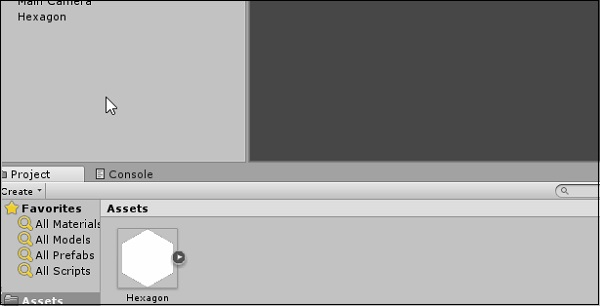 Main Camera
Hexagon
Project
Console
Create
Favorites
All Materials
All Models
All Prefabs
All Scripts
Assets
Assets
Hexagon